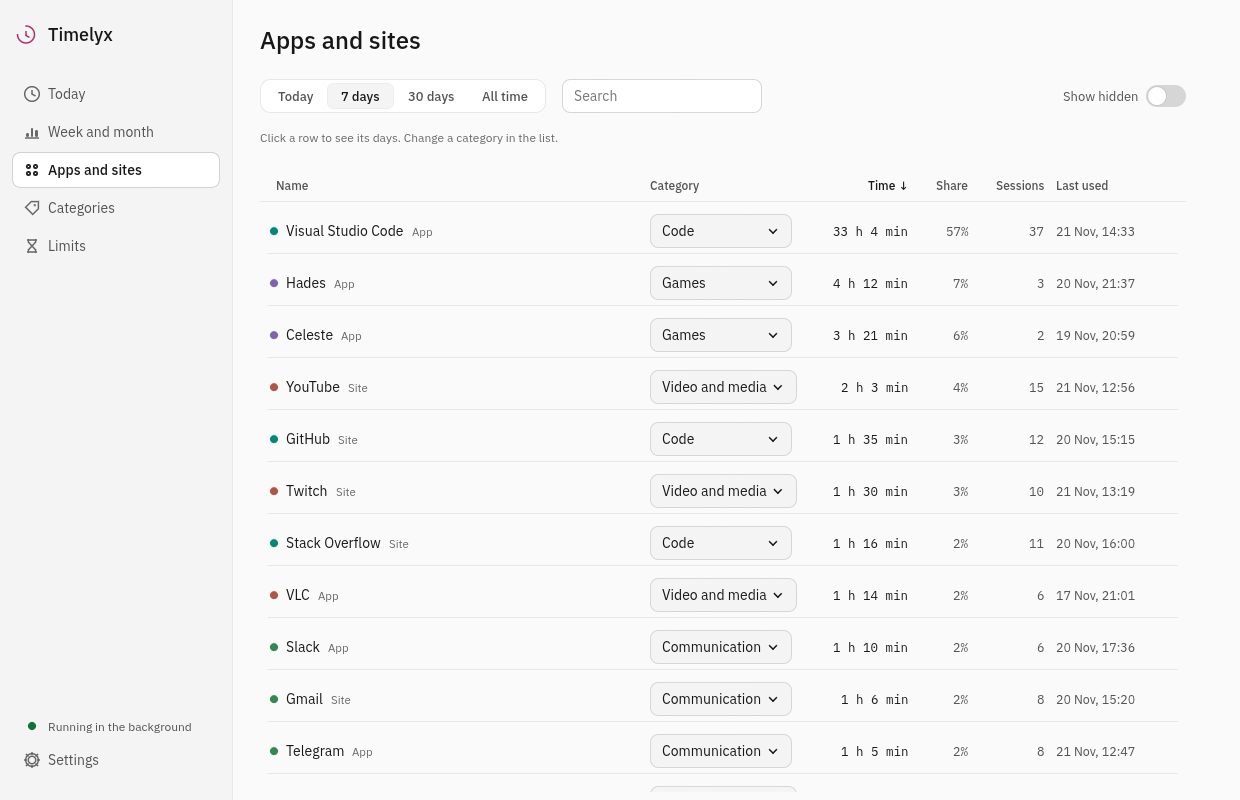 Timelyx
Today
Week and month
Apps and sites
Categories
Limits
Running in the background
Settings
Apps and sites
Today 7 days 30 days All time Search Show hidden
Click a row to see its days. Change a category in the list.
Name Category Time ↓ Share Sessions Last used
Visual Studio Code App Code 33 h 4 min 57% 37 21 Nov, 14:33
Hades App Games 4 h 12 min 7% 3 20 Nov, 21:37
Celeste App Games 3 h 21 min 6% 2 19 Nov, 20:59
YouTube Site Video and media 2 h 3 min 4% 15 21 Nov, 12:56
GitHub Site Code 1 h 35 min 3% 12 20 Nov, 15:15
Twitch Site Video and media 1 h 30 min 3% 10 21 Nov, 13:19
Stack Overflow Site Code 1 h 16 min 2% 11 20 Nov, 16:00
VLC App Video and media 1 h 14 min 2% 6 17 Nov, 21:01
Slack App Communication 1 h 10 min 2% 6 20 Nov, 17:36
Gmail Site Communication 1 h 6 min 2% 8 20 Nov, 15:20
Telegram App Communication 1 h 5 min 2% 8 21 Nov, 12:47